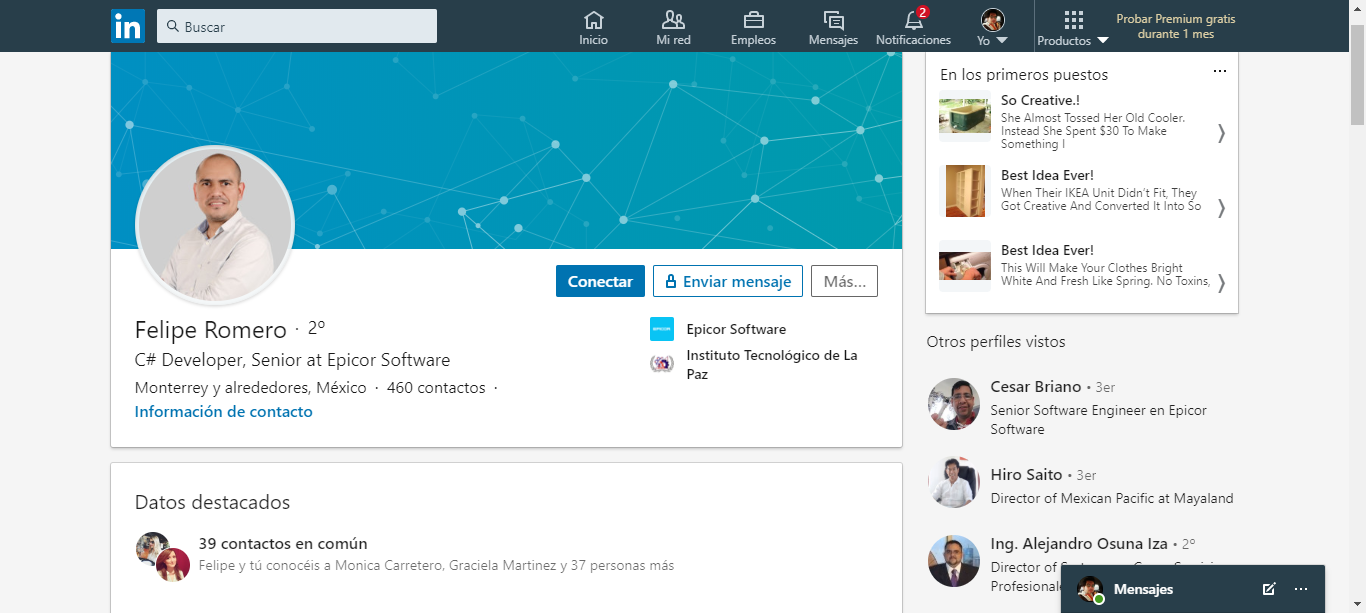 in
Buscar
Inicio
Mi red
Empleos
Mensajes
2
Notificaciones
Yo
Productos
Probar Premium gratis
durante 1 mes
Conectar
Enviar mensaje
Más...
Felipe Romero · 2º
C# Developer, Senior at Epicor Software
Monterrey y alrededores, México · 460 contactos ·
Información de contacto
EPICOR
Epicor Software
Instituto Tecnológico de La
Paz
Datos destacados
39 contactos en común
Felipe y tú conocéis a Monica Carretero, Graciela Martinez y 37 personas más
En los primeros puestos
...
So Creative.!
She Almost Tossed Her Old Cooler.
Instead She Spent $30 To Make
Something I
Best Idea Ever!
When Their IKEA Unit Didn’t Fit, They
Got Creative And Converted It Into So
Best Idea Ever!
This Will Make Your Clothes Bright
White And Fresh Like Spring. No Toxins,
Otros perfiles vistos
Cesar Briano • 3er
Senior Software Engineer en Epicor
Software
Hiro Saito • 3er
Director of Mexican Pacific at Mayaland
Ing. Alejandro Osuna Iza • 2º
Director of
Profesional
Mensajes
...